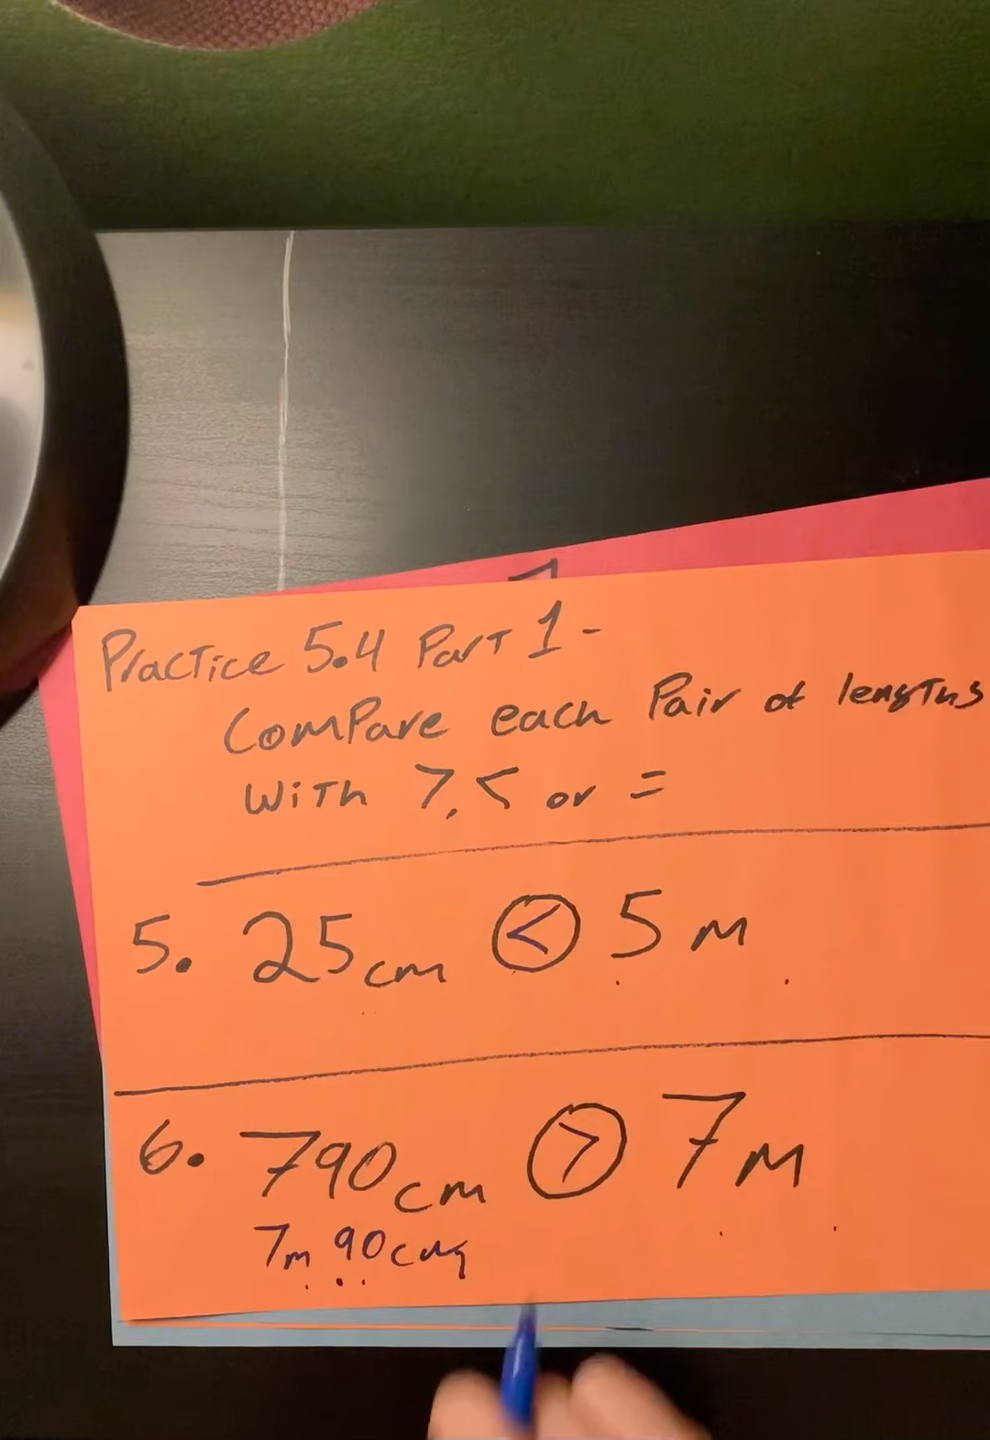 Practice 5.4 Part 1-
Compare each Pair of lengths
With >, < or =
5. 25cm < 5 m
6. 790cm > 7m
7m 90cm